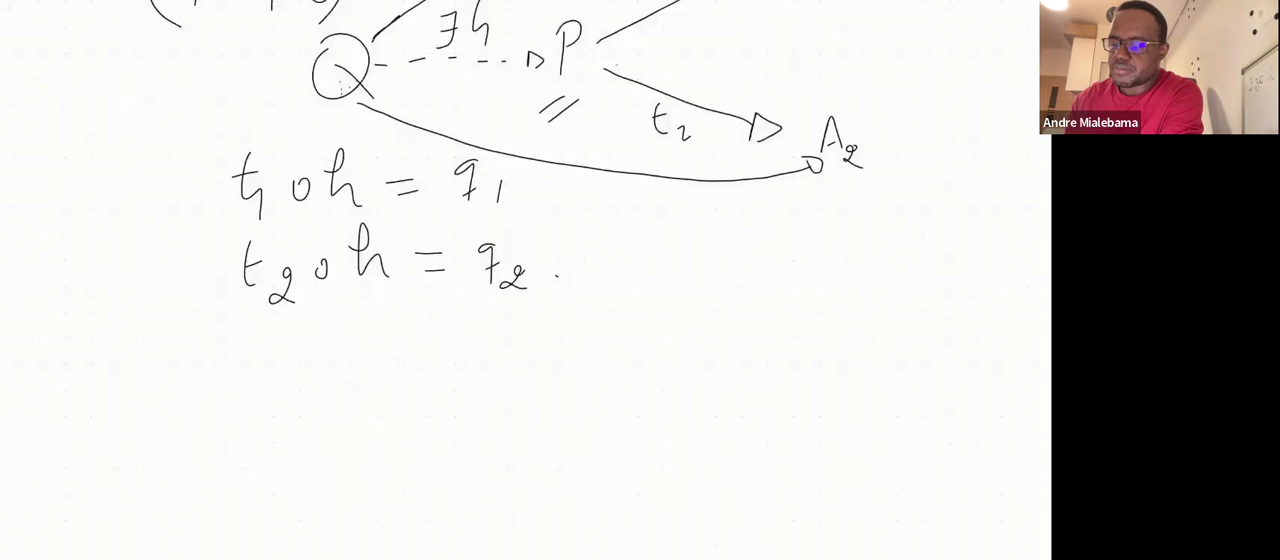 ∃h
Q P
t₂
A₂
t₁ ∘ h = q₁
t₂ ∘ h = q₂ .
Andre Mialebama